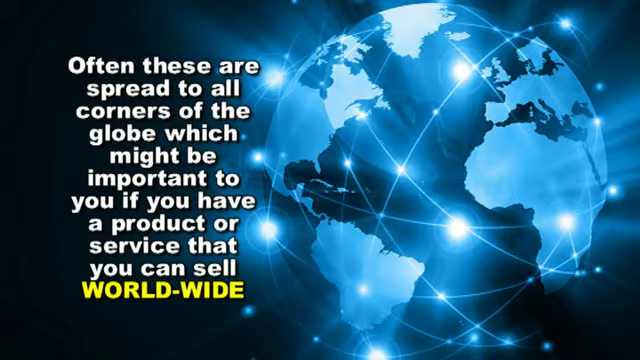 Often these are
spread to all
corners of the
globe which
might be
important to
you if you have
a product or
service that
you can sell
WORLD-WIDE